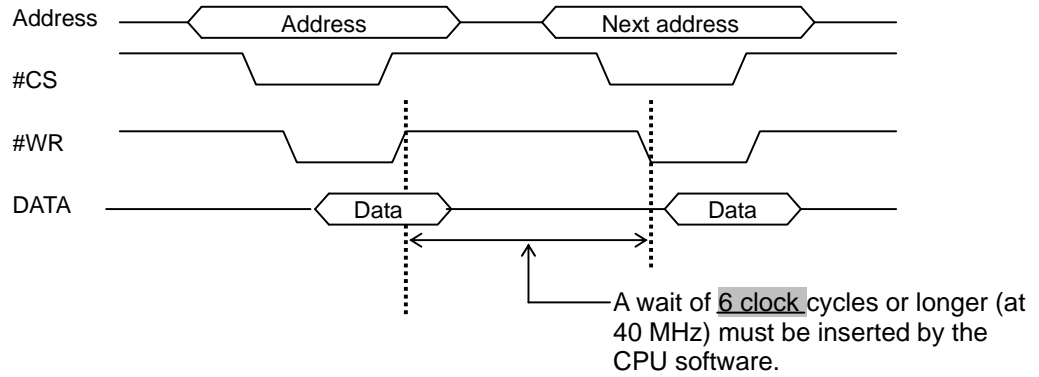 Address
Address
Next address
#CS
#WR
DATA
Data
Data
A wait of 6 clock cycles or longer (at
40 MHz) must be inserted by the
CPU software.